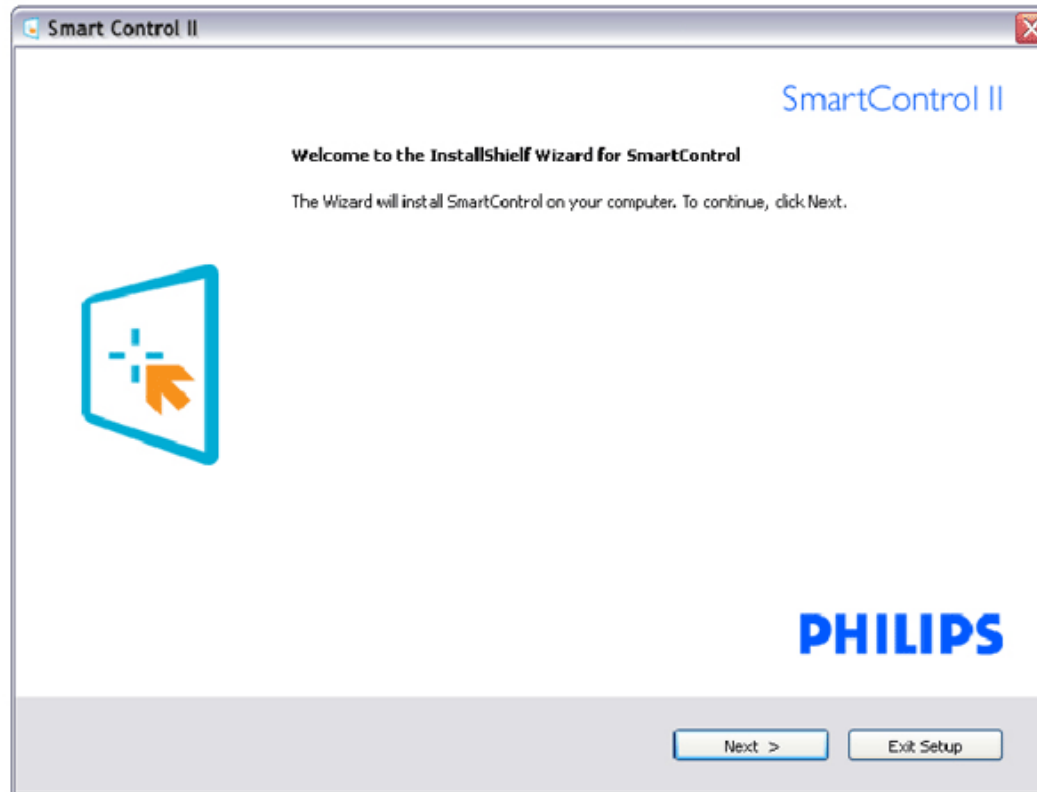 Smart Control II
SmartControl II
Welcome to the InstallShield Wizard for SmartControl
The Wizard will install SmartControl on your computer. To continue, click Next.
PHILIPS
Next >
Exit Setup